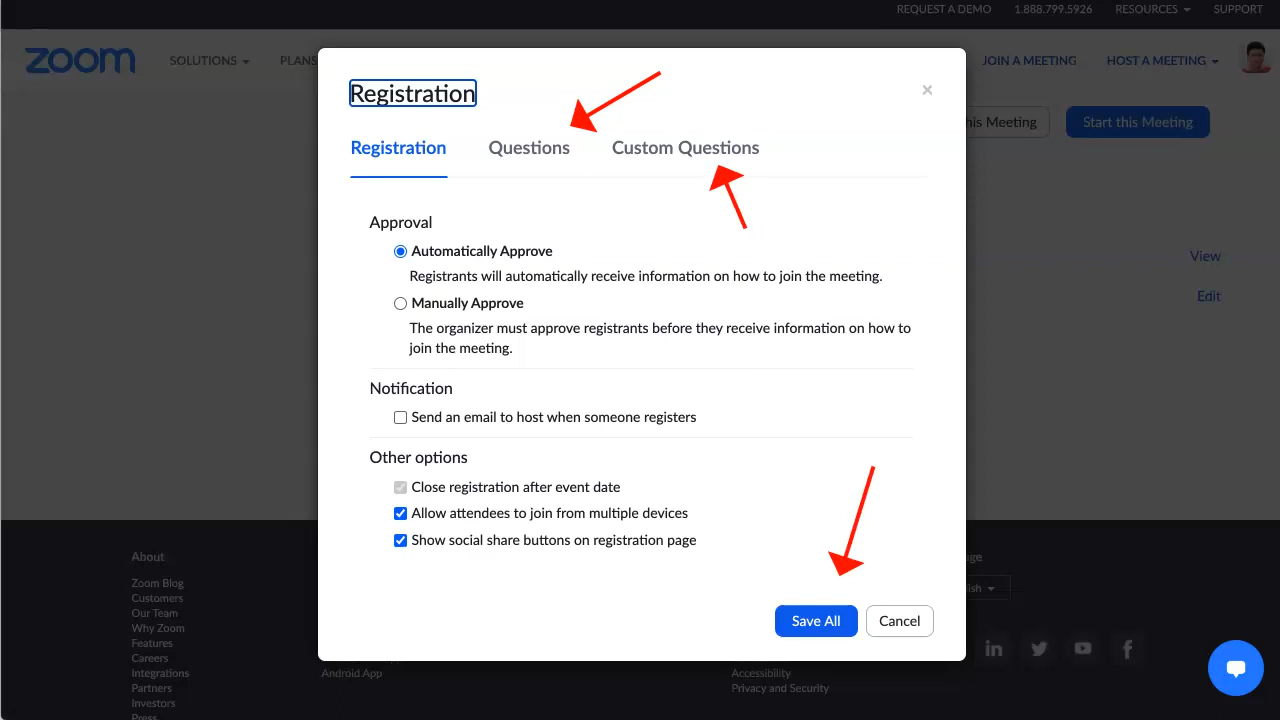 REQUEST A DEMO 1.888.799.5926 RESOURCES SUPPORT
zoom SOLUTIONS PLANS JOIN A MEETING HOST A MEETING
Registration
×
his Meeting Start this Meeting
Registration Questions Custom Questions
Approval
Automatically Approve
View
Registrants will automatically receive information on how to join the meeting.
Edit
Manually Approve
The organizer must approve registrants before they receive information on how to
join the meeting.
Notification
Send an email to host when someone registers
Other options
Close registration after event date
Allow attendees to join from multiple devices
Show social share buttons on registration page
Save All Cancel
About
Zoom Blog
Customers
Our Team
Why Zoom
Features
Careers
Integrations
Partners
Investors
Press
Android App
Accessibility
Privacy and Security
in f